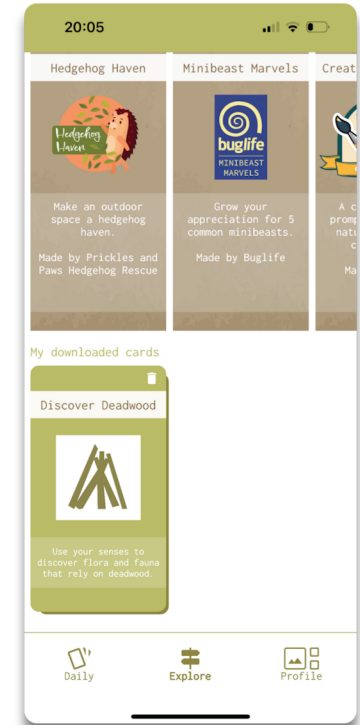 20:05
Hedgehog Haven
Minibeast Marvels
Creat
Hedgehog
Haven
buglife
MINIBEAST
MARVELS
Make an outdoor
space a hedgehog
haven.
Made by Prickles and
Paws Hedgehog Rescue
Grow your
appreciation for 5
common minibeasts.
Made by Buglife
A c
promp
natu
c
Ma
My downloaded cards
Discover Deadwood
Use your senses to
discover flora and fauna
that rely on deadwood.
Daily
Explore
Profile